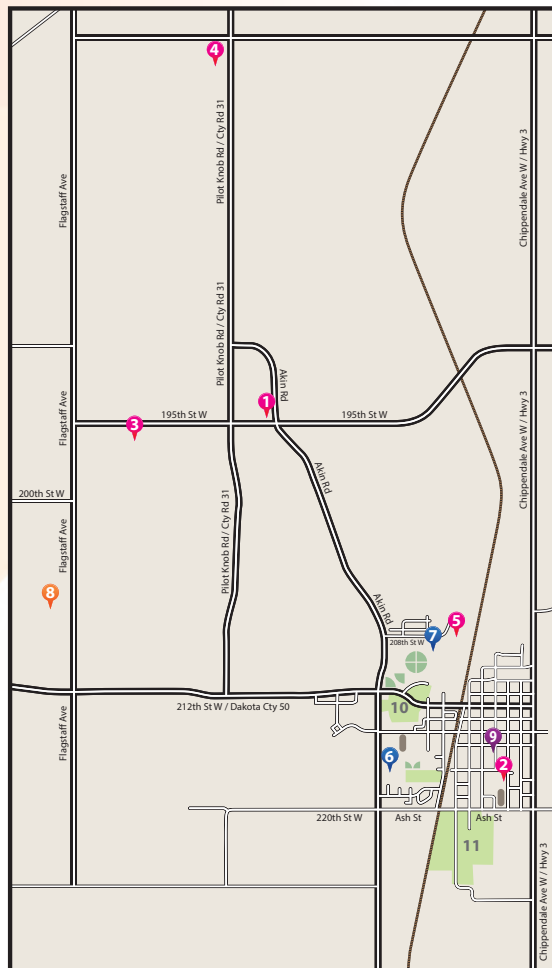 4
Pilot Knob Rd / Cty Rd 31
Flagstaff Ave
Chippendale Ave W / Hwy 3
Pilot Knob Rd / Cty Rd 31
Akin Rd
1
Flagstaff Ave
195th St W
195th St W
3
Chippendale Ave W / Hwy 3
Akin Rd
200th St W
Pilot Knob Rd / Cty Rd 31
Flagstaff Ave
8
Akin Rd
5
7
208th St W
212th St W / Dakota Cty 50
10
Flagstaff Ave
9
6
2
220th St W
Ash St
Ash St
11
Chippendale Ave W / Hwy 3